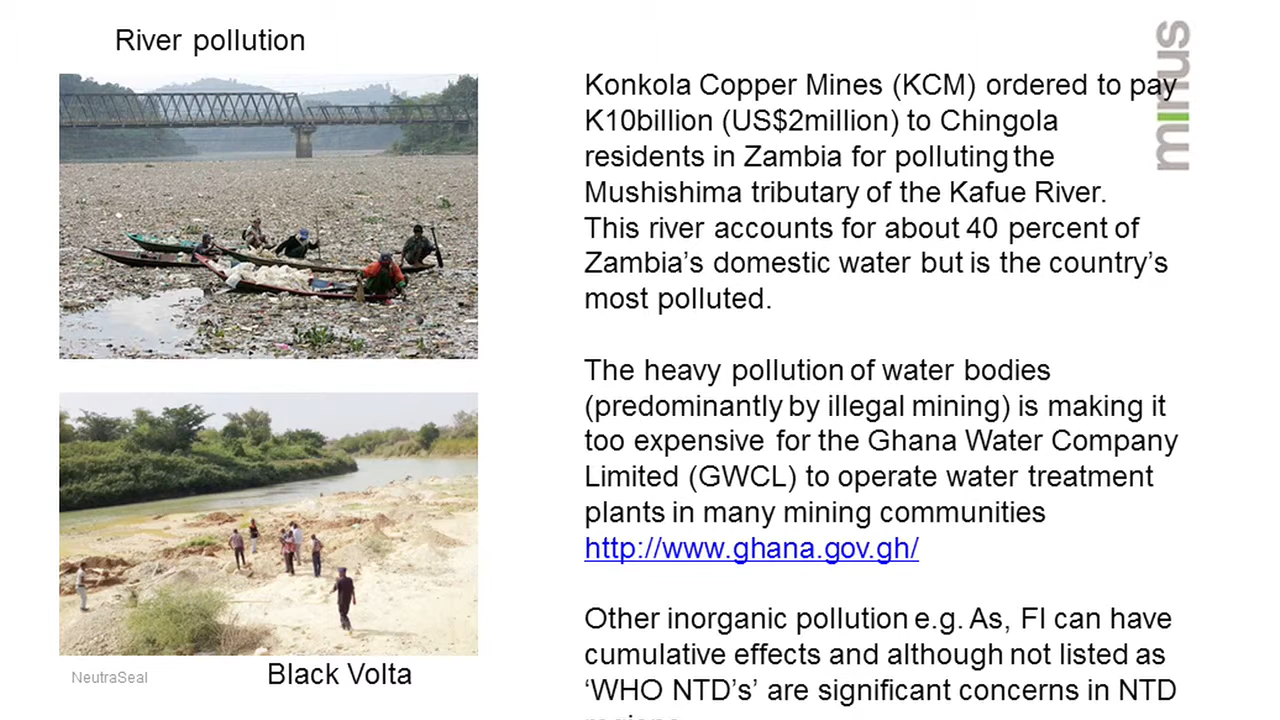 River pollution
minus
Konkola Copper Mines (KCM) ordered to pay
K10billion (US$2million) to Chingola
residents in Zambia for polluting the
Mushishima tributary of the Kafue River.
This river accounts for about 40 percent of
Zambia’s domestic water but is the country’s
most polluted.
The heavy pollution of water bodies
(predominantly by illegal mining) is making it
too expensive for the Ghana Water Company
Limited (GWCL) to operate water treatment
plants in many mining communities
http://www.ghana.gov.gh/
Other inorganic pollution e.g. As, Fl can have
cumulative effects and although not listed as
‘WHO NTD’s’ are significant concerns in NTD
Black Volta
NeutraSeal